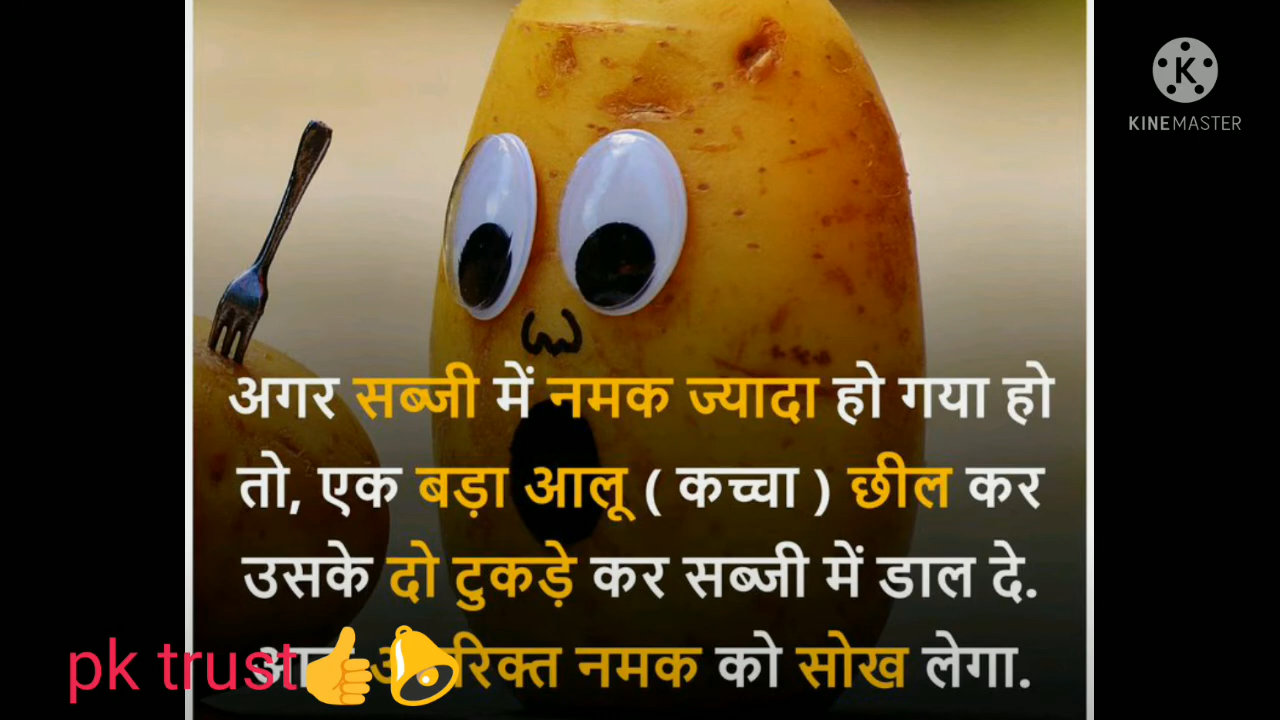 KINEMASTER
अगर सब्जी में नमक ज्यादा हो गया हो
तो, एक बड़ा आलू ( कच्चा ) छील कर
उसके दो टुकड़े कर सब्जी में डाल दे.
नमक को सोख लेगा.
pk trust